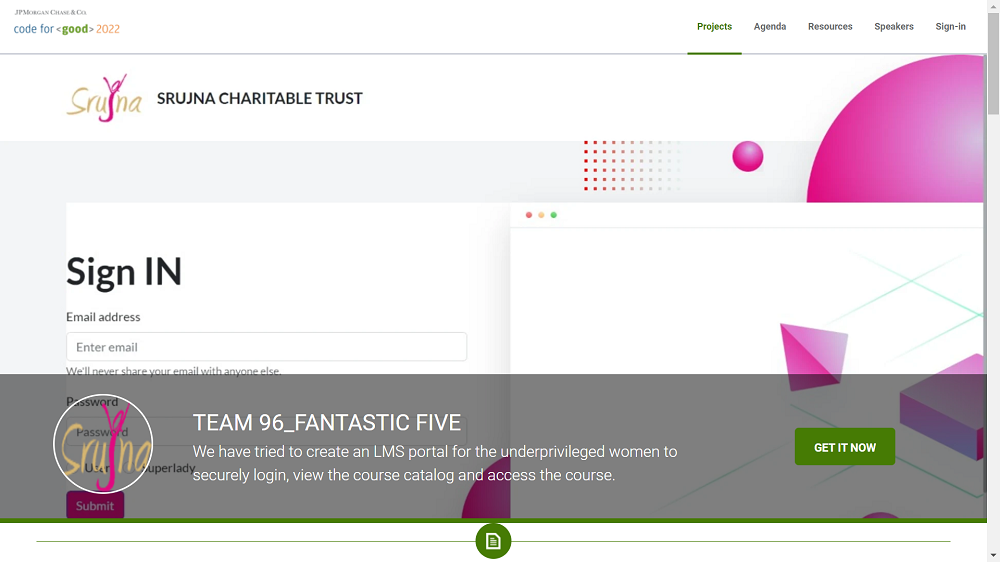 JPMORGAN CHASE & CO.
code for <good> 2022
Projects
Agenda
Resources
Speakers
Sign-in
Srujna
SRUJNA CHARITABLE TRUST
Sign IN
Email address
Enter email
We'll never share your email with anyone else.
Password
Password
User
Superlady
Submit
Srujna
TEAM 96_FANTASTIC FIVE
We have tried to create an LMS portal for the underprivileged women to
securely login, view the course catalog and access the course.
GET IT NOW